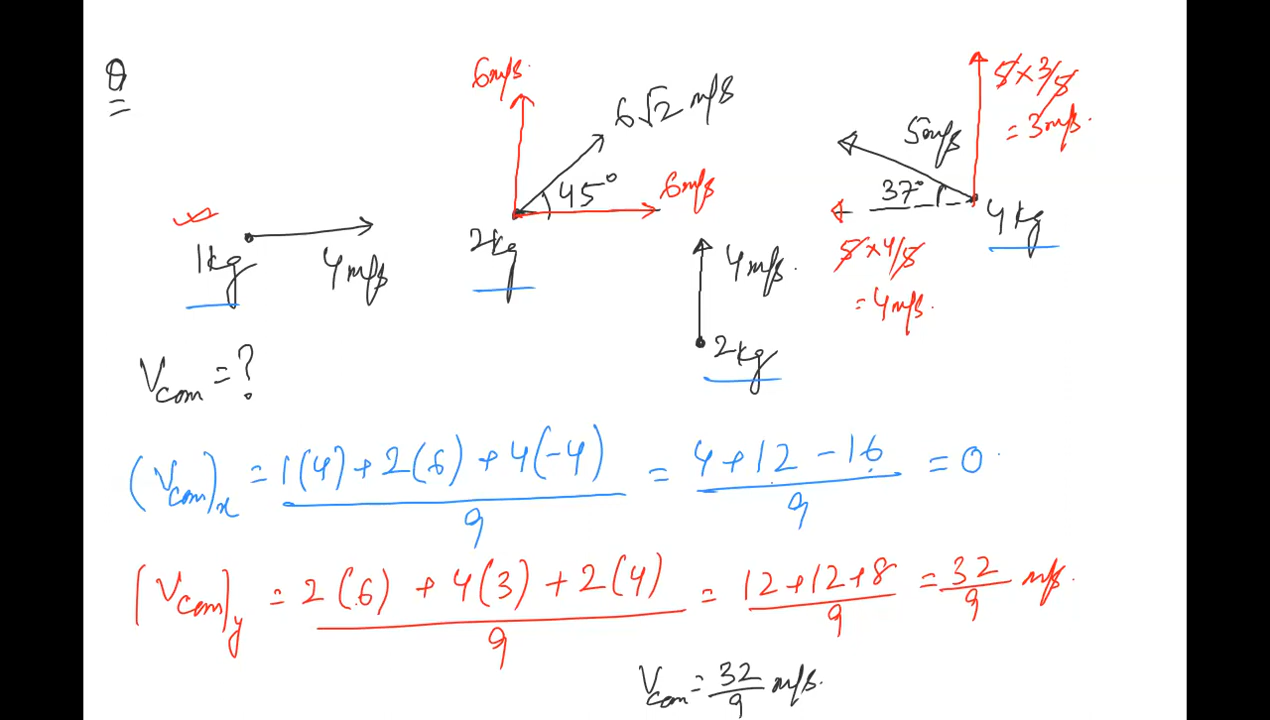 Q
6m/s.
6√2 m/s
45°
6m/s
2kg
1kg
4m/s
4m/s.
2kg
5m/s
37°
4kg
5×3/5
= 3m/s.
5×4/5
= 4m/s.
Vcom = ?
(Vcom)x = 1(4)+2(6)+4(-4) / 9 = 4+12-16 / 9 = 0
(Vcom)y = 2(6) + 4(3) + 2(4) / 9 = 12+12+8 / 9 = 32/9 m/s.
Vcom = 32/9 m/s.